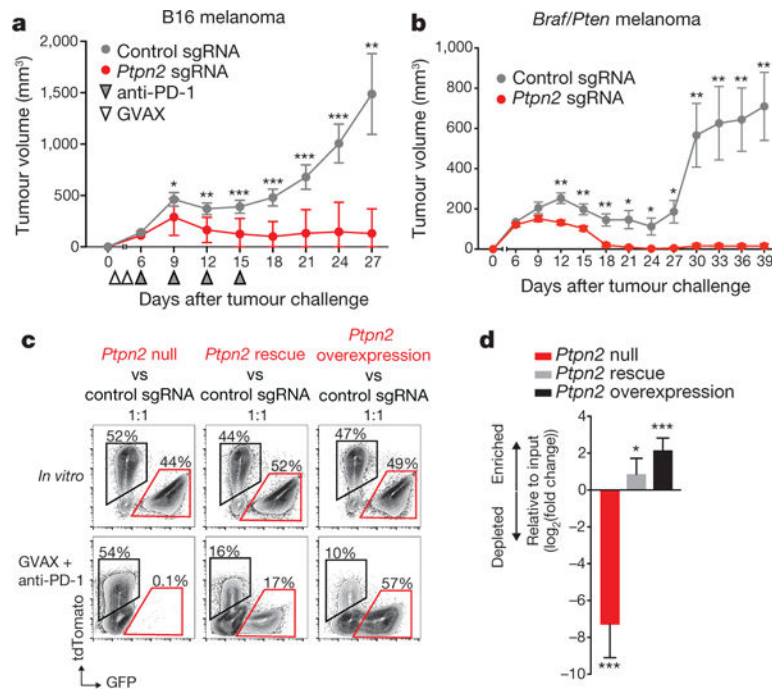 a
B16 melanoma
Tumour volume (mm³)
2,000
1,500
1,000
500
0
Control sgRNA
Ptpn2 sgRNA
anti-PD-1
GVAX
* ** *** *** *** *** **
0 6 9 12 15 18 21 24 27
Days after tumour challenge
b
Braf/Pten melanoma
Tumour volume (mm³)
1,000
800
600
400
200
0
Control sgRNA
Ptpn2 sgRNA
** ** ** * * * ** ** ** **
0 6 9 12 15 18 21 24 27 30 33 36 39
Days after tumour challenge
c
Ptpn2 null
vs
control sgRNA
1:1
Ptpn2 rescue
vs
control sgRNA
1:1
Ptpn2
overexpression
vs
control sgRNA
1:1
In vitro
52% 44%
44% 52%
47% 49%
GVAX +
anti-PD-1
54% 0.1%
16% 17%
10% 57%
tdTomato
GFP
d
Ptpn2 null
Ptpn2 rescue
Ptpn2 overexpression
Depleted Enriched
Relative to input
(log₂(fold change))
4
2
0
−2
−4
−6
−8
−10
*** * ***